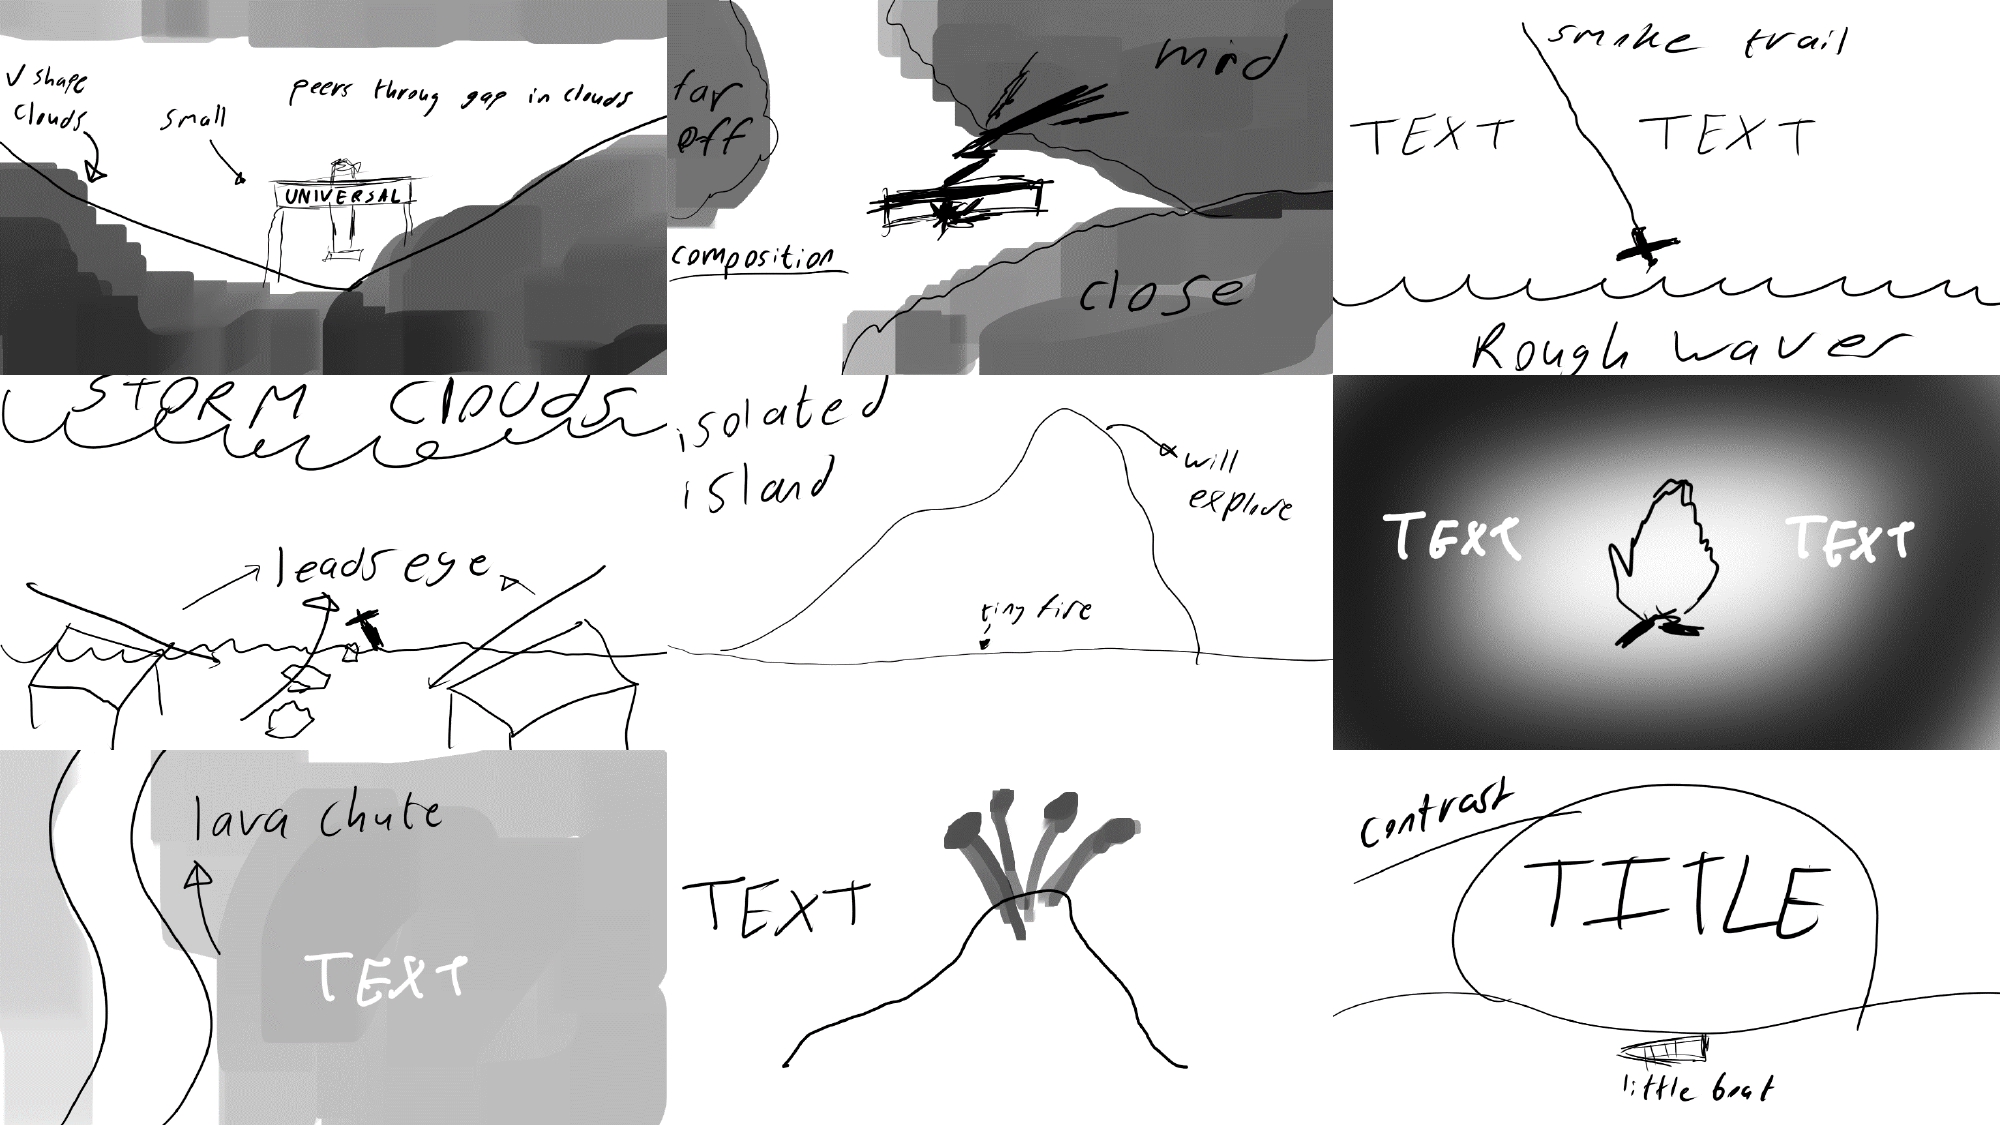 V shape
clouds
small
peers throug gap in clouds
UNIVERSAL
far
off
mid
composition
close
smoke trail
TEXT TEXT
Rough waves
STORM Clouds
leads eye
isolated
island
will
explore
tiny fire
TEXT TEXT
lava chute
TEXT
TEXT
contrast
TITLE
little boat